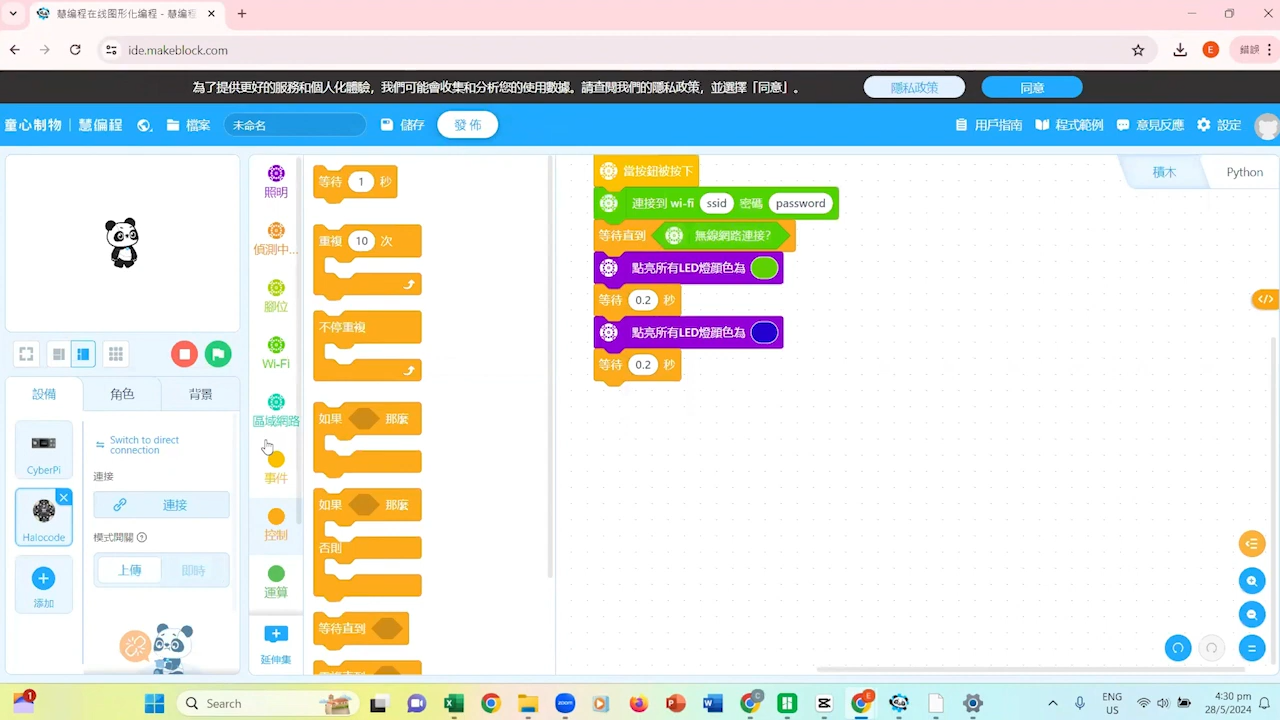 慧编程在线图形化编程 - 慧编程
ide.makeblock.com
錯誤
為了提供更好的服務和個人化體驗，我們可能會收集和分析您的使用數據。請查閱我們的隱私政策，並選擇「同意」。
隱私政策
同意
童心制物 | 慧編程
檔案
未命名
儲存
發佈
用戶指南
程式範例
意見反應
設定
積木
Python
照明
偵測中...
腳位
Wi-Fi
區域網路
事件
控制
運算
延伸集
等待 1 秒
重複 10 次
不停重複
如果 那麼
如果 那麼
否則
等待直到
當按鈕被按下
連接到 wi-fi ssid 密碼 password
等待直到 無線網路連接?
點亮所有LED燈顏色為
等待 0.2 秒
點亮所有LED燈顏色為
等待 0.2 秒
設備
角色
背景
CyberPi
Halocode
添加
Switch to direct
connection
連接
連接
模式開關
上傳
即時
Search
ENG
US
4:30 pm
28/5/2024